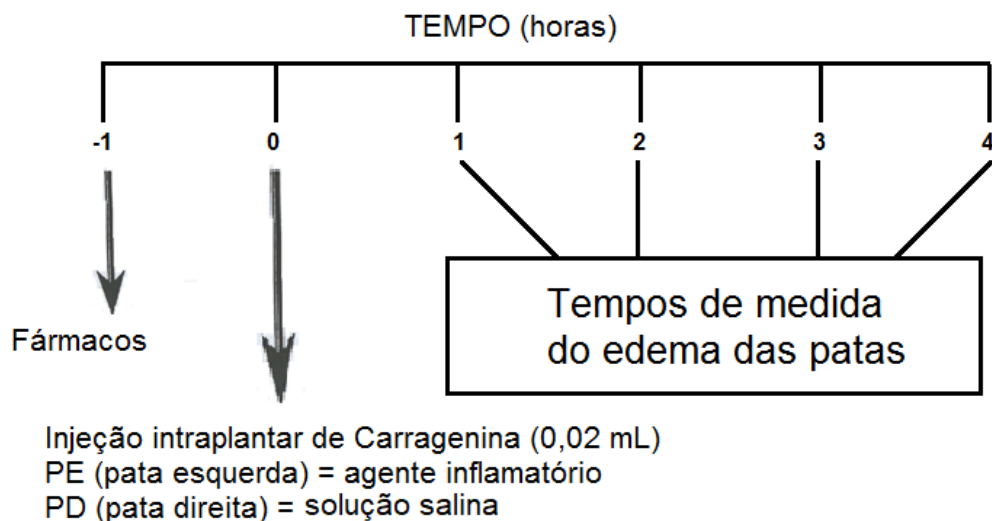 TEMPO (horas)
-1 0 1 2 3 4
Fármacos
Tempos de medida
do edema das patas
Injeção intraplantar de Carragenina (0,02 mL)
PE (pata esquerda) = agente inflamatório
PD (pata direita) = solução salina